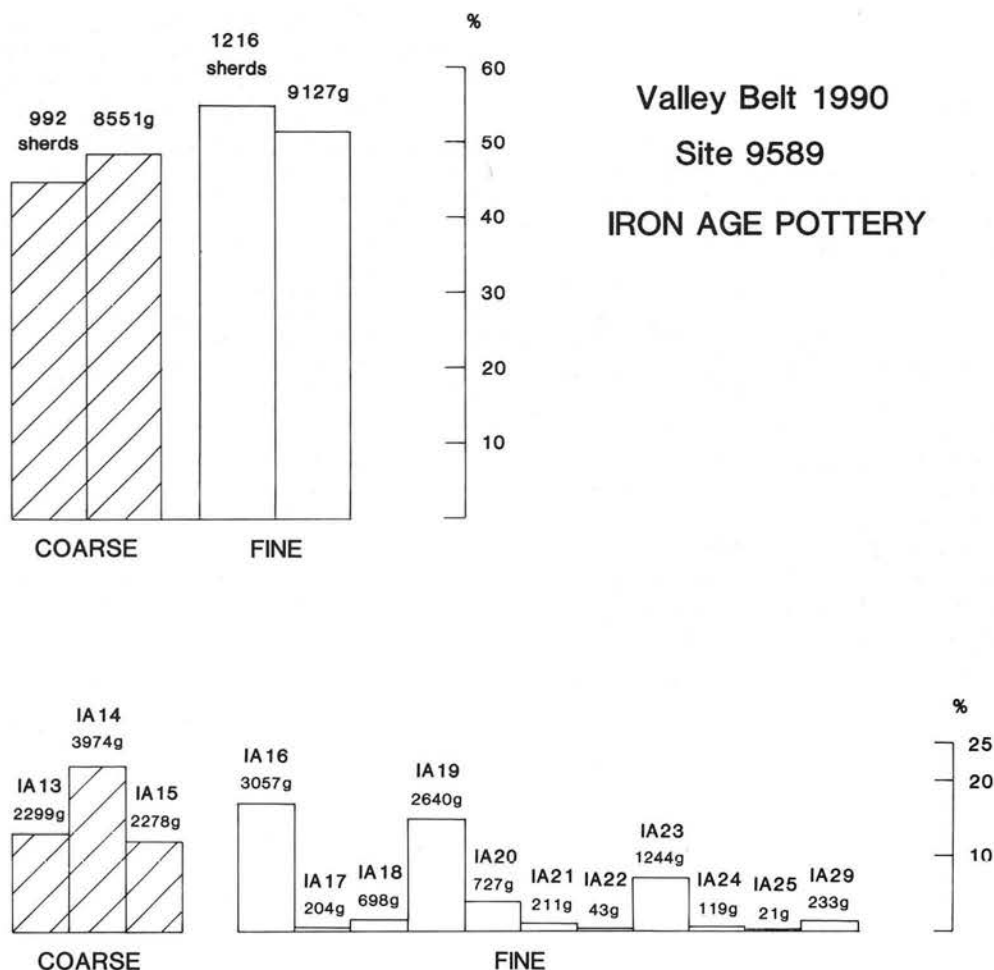 %
60
50
40
30
20
10
992
sherds
8551g
1216
sherds
9127g
COARSE
FINE
Valley Belt 1990
Site 9589
IRON AGE POTTERY
IA13
2299g
IA14
3974g
IA15
2278g
COARSE
IA16
3057g
IA17
204g
IA18
698g
IA19
2640g
IA20
727g
IA21
211g
IA22
43g
IA23
1244g
IA24
119g
IA25
21g
IA29
233g
FINE
%
25
20
10